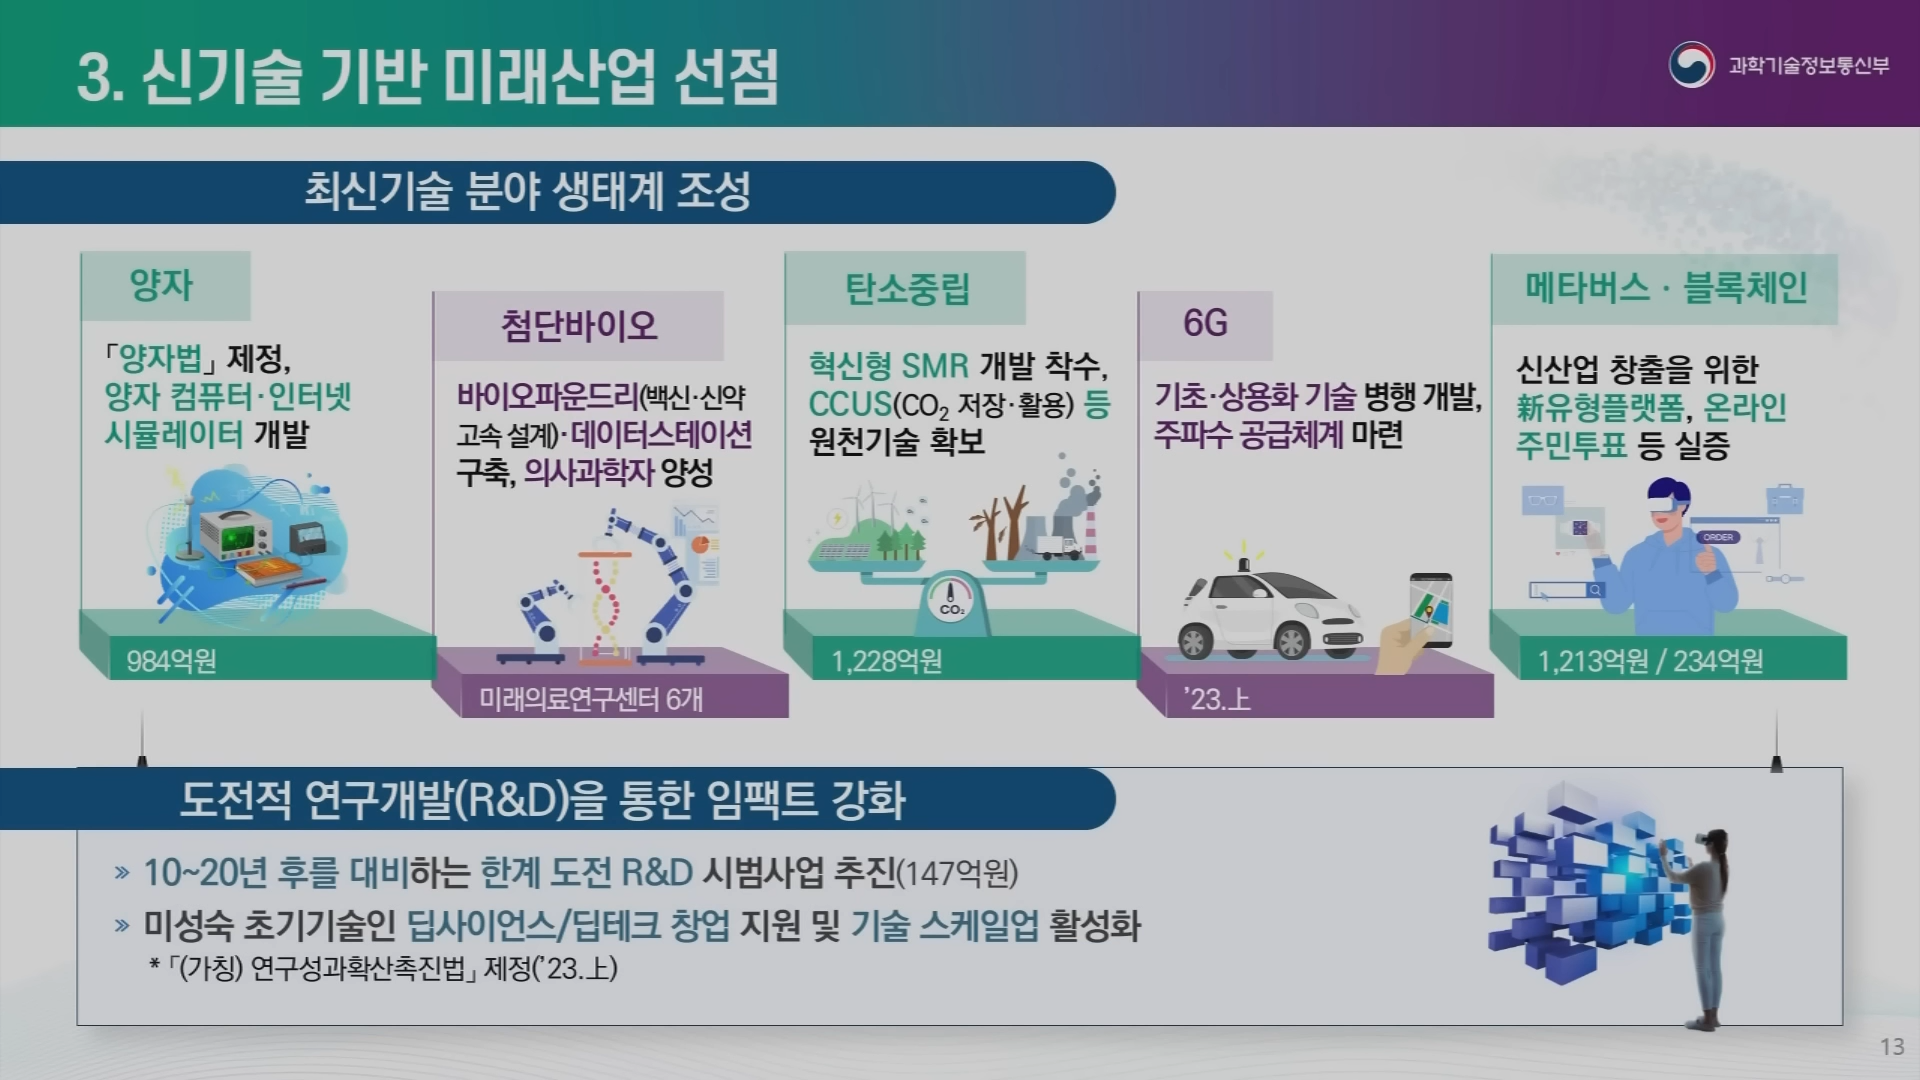 3. 신기술 기반 미래산업 선점
과학기술정보통신부
최신기술 분야 생태계 조성
양자
「양자법」 제정,
양자 컴퓨터·인터넷
시뮬레이터 개발
984억원
첨단바이오
바이오파운드리(백신·신약
고속 설계)·데이터스테이션
구축, 의사과학자 양성
미래의료연구센터 6개
탄소중립
혁신형 SMR 개발 착수,
CCUS(CO₂ 저장·활용) 등
원천기술 확보
CO₂
1,228억원
6G
기초·상용화 기술 병행 개발,
주파수 공급체계 마련
’23.上
메타버스 · 블록체인
신산업 창출을 위한
新유형플랫폼, 온라인
주민투표 등 실증
ORDER
1,213억원 / 234억원
도전적 연구개발(R&D)을 통한 임팩트 강화
» 10~20년 후를 대비하는 한계 도전 R&D 시범사업 추진(147억원)
» 미성숙 초기기술인 딥사이언스/딥테크 창업 지원 및 기술 스케일업 활성화
* 「(가칭) 연구성과확산촉진법」 제정(’23.上)
13